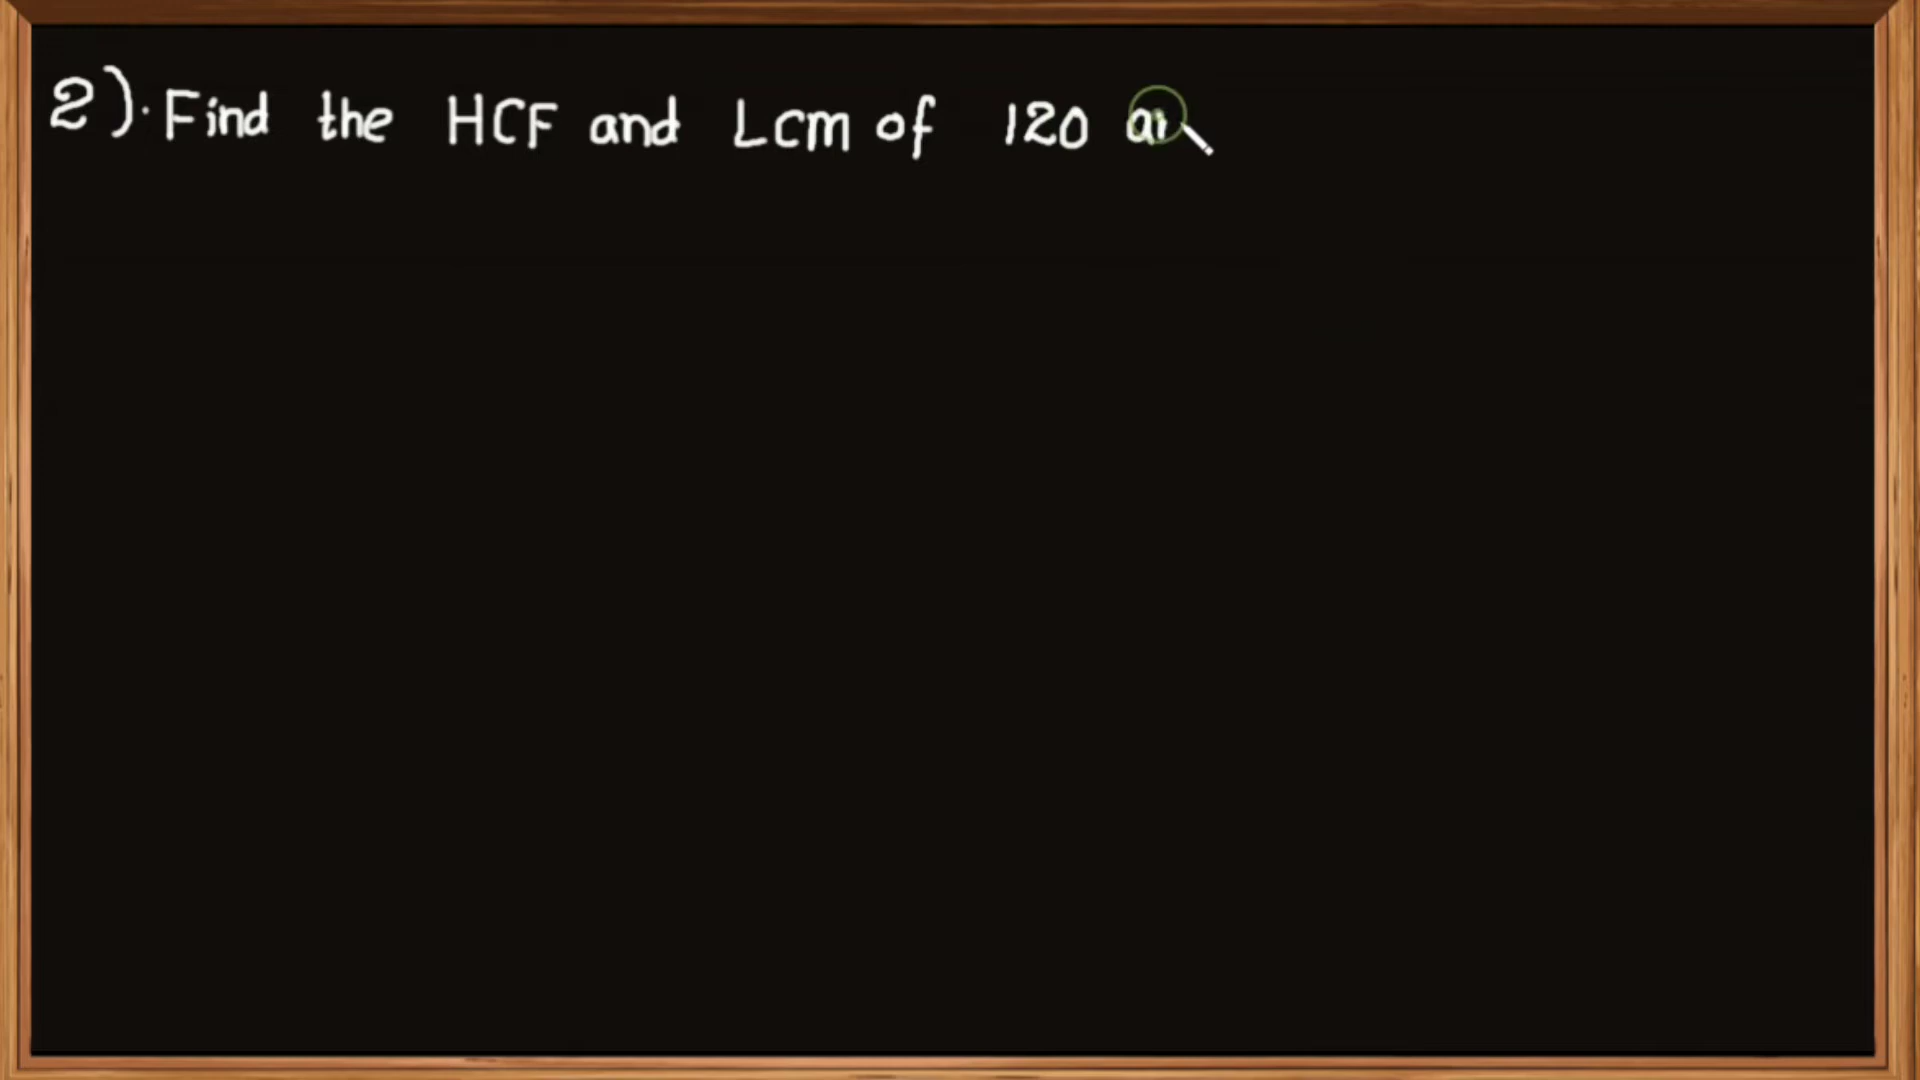 2). Find the HCF and Lcm of 120